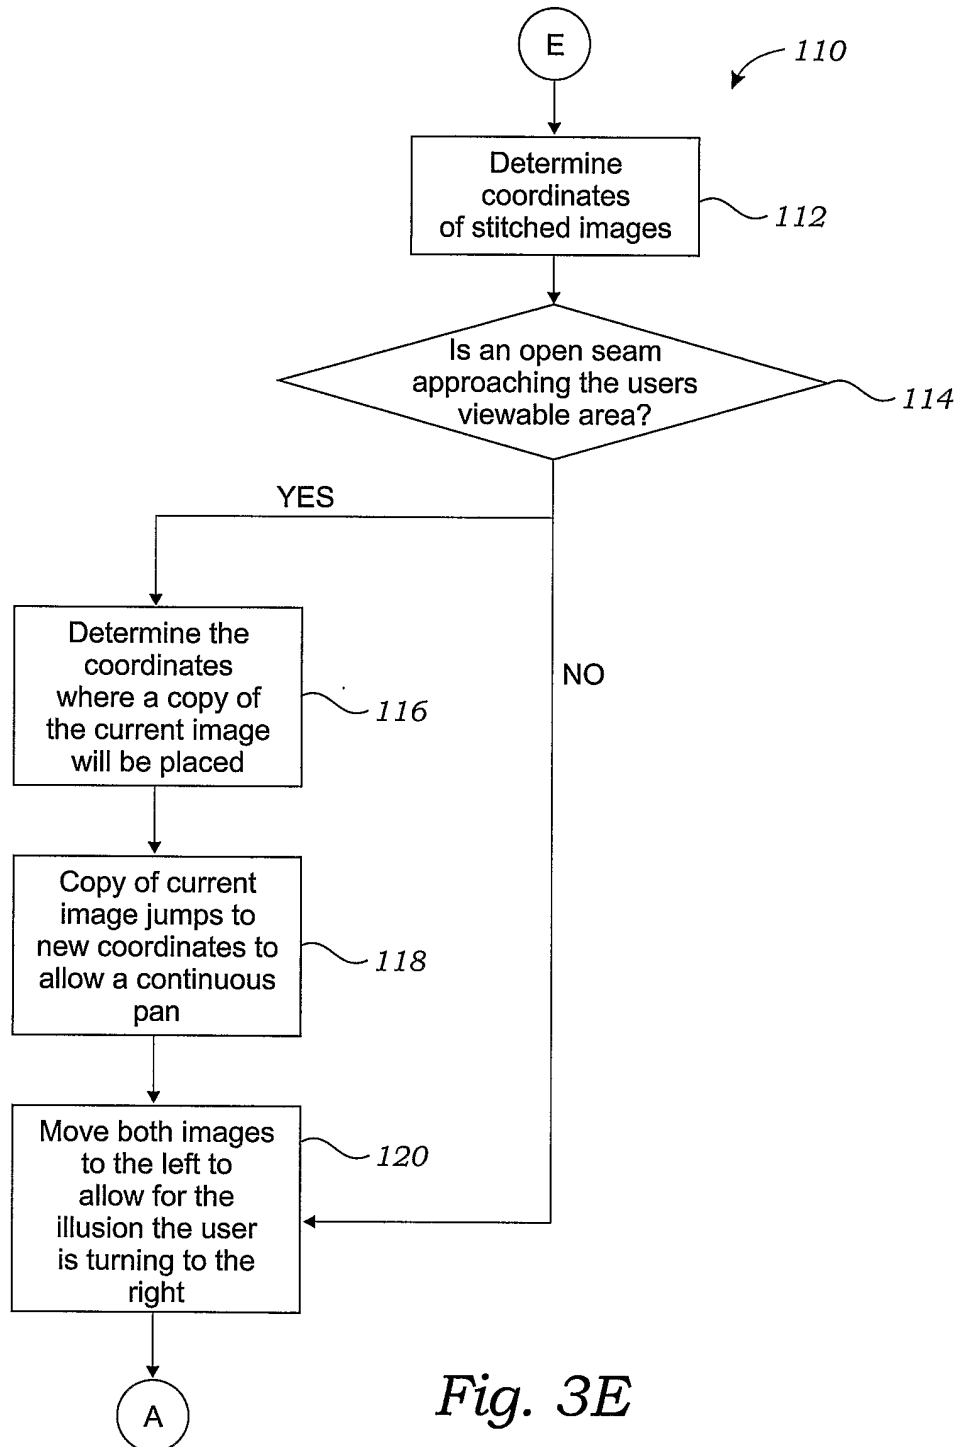 E
110
Determine
coordinates
of stitched images
112
Is an open seam
approaching the users
viewable area?
114
YES
NO
Determine the
coordinates
where a copy of
the current image
will be placed
116
Copy of current
image jumps to
new coordinates to
allow a continuous
pan
118
Move both images
to the left to
allow for the
illusion the user
is turning to the
right
120
A
Fig. 3E